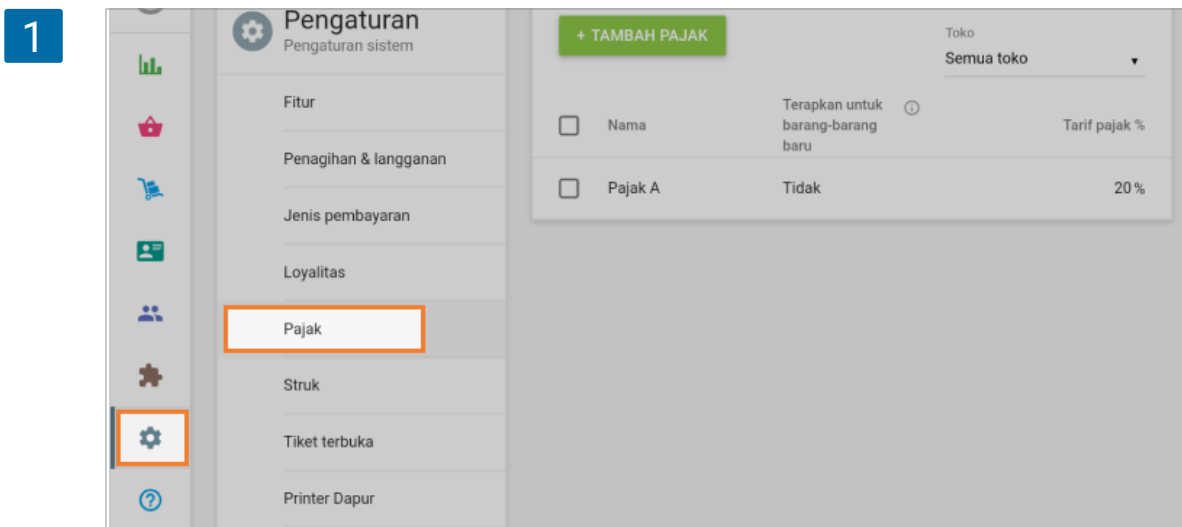 1
Pengaturan
Pengaturan sistem
Fitur
Penagihan & langganan
Jenis pembayaran
Loyalitas
Pajak
Struk
Tiket terbuka
Printer Dapur
+ TAMBAH PAJAK
Toko
Semua toko
Nama
Terapkan untuk
barang-barang
baru
Tarif pajak %
Pajak A
Tidak
20 %